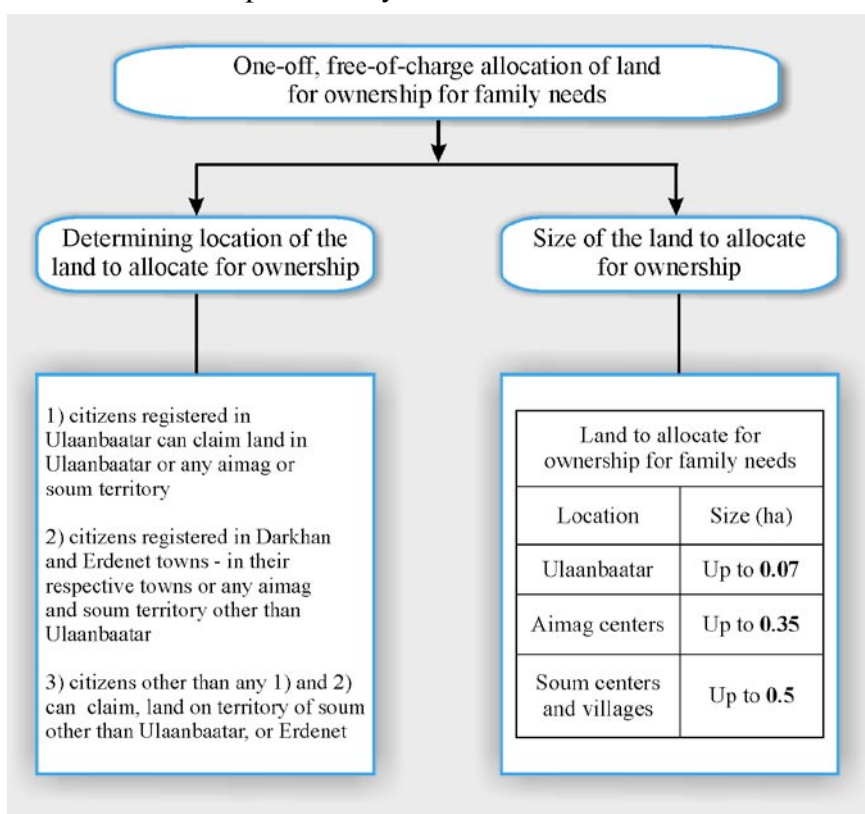 One-off, free-of-charge allocation of land
for ownership for family needs
Determining location of the
land to allocate for ownership
Size of the land to allocate
for ownership
1) citizens registered in
Ulaanbaatar can claim land in
Ulaanbaatar or any aimag or
soum territory
2) citizens registered in Darkhan
and Erdenet towns - in their
respective towns or any aimag
and soum territory other than
Ulaanbaatar
3) citizens other than any 1) and 2)
can claim, land on territory of soum
other than Ulaanbaatar, or Erdenet
Land to allocate for
ownership for family needs
Location Size (ha)
Ulaanbaatar Up to 0.07
Aimag centers Up to 0.35
Soum centers
and villages Up to 0.5